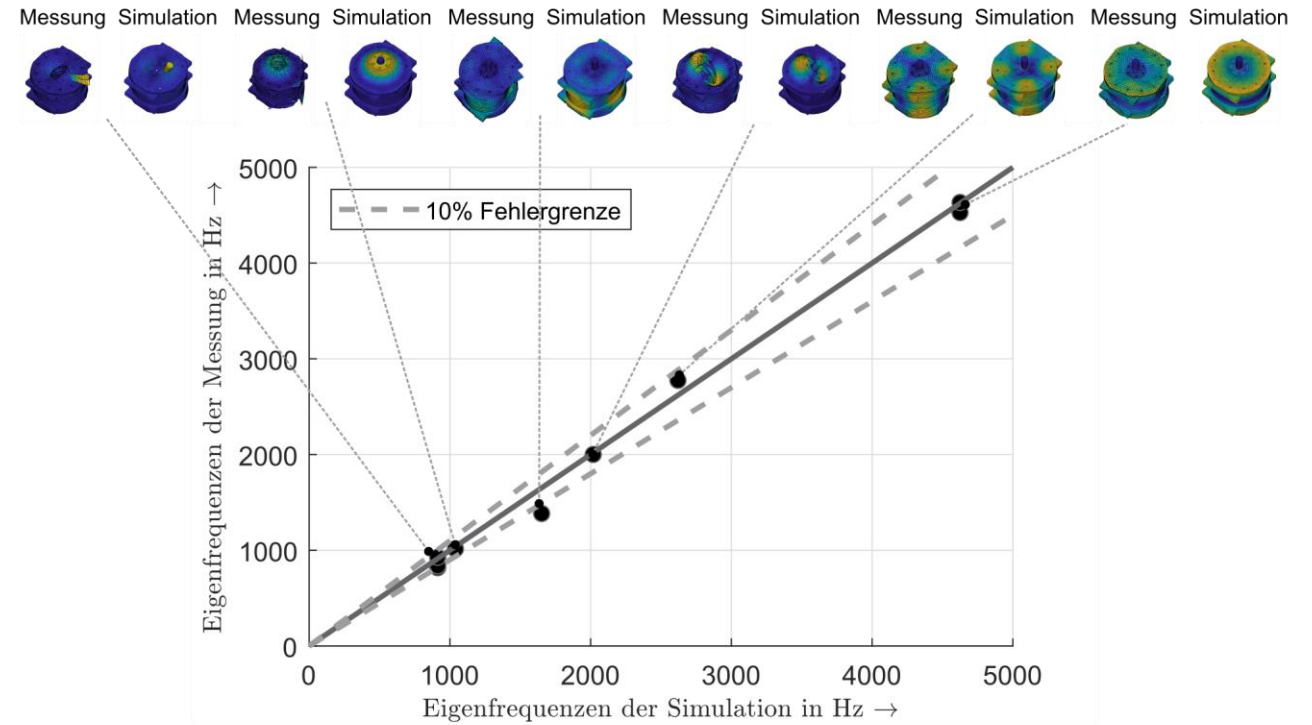 Messung Simulation Messung Simulation Messung Simulation Messung Simulation Messung Simulation Messung Simulation
5000
10% Fehlergrenze
4000
3000
2000
1000
0
Eigenfrequenzen der Messung in Hz →
0 1000 2000 3000 4000 5000
Eigenfrequenzen der Simulation in Hz →